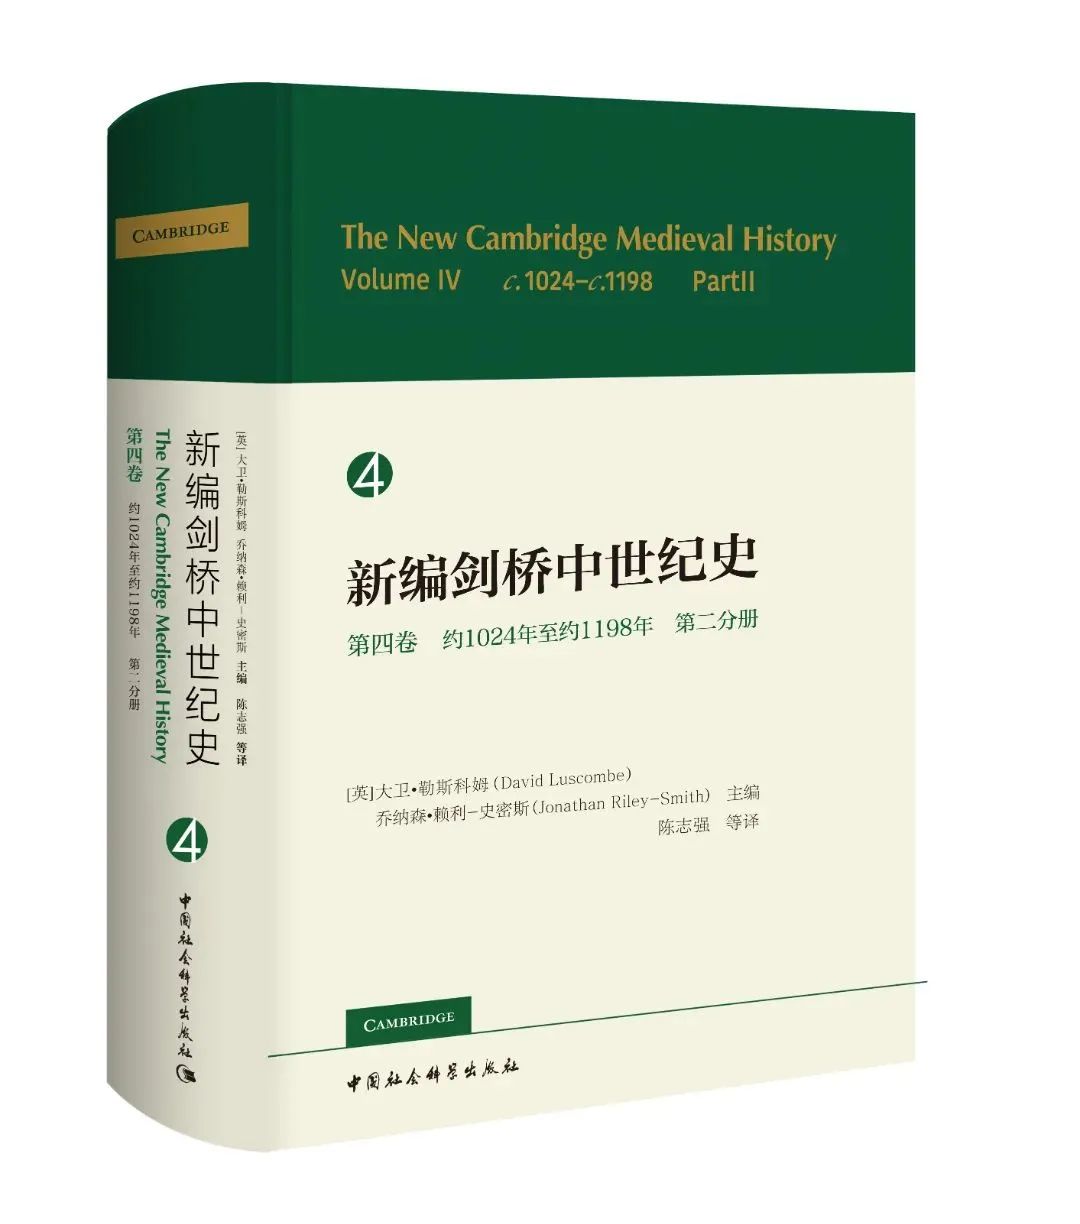 CAMBRIDGE
The New Cambridge Medieval History
Volume IV c.1024–c.1198 PartII
4
新编剑桥中世纪史
第四卷 约1024年至约1198年 第二分册
[英]大卫·勒斯科姆(David Luscombe)
乔纳森·赖利-史密斯(Jonathan Riley-Smith) 主编
陈志强 等译
CAMBRIDGE
中国社会科学出版社
[英]大卫·勒斯科姆 乔纳森·赖利-史密斯 主编 陈志强 等译
新编剑桥中世纪史
The New Cambridge Medieval History
第四卷 约1024年至约1198年 第二分册
4
中国社会科学出版社